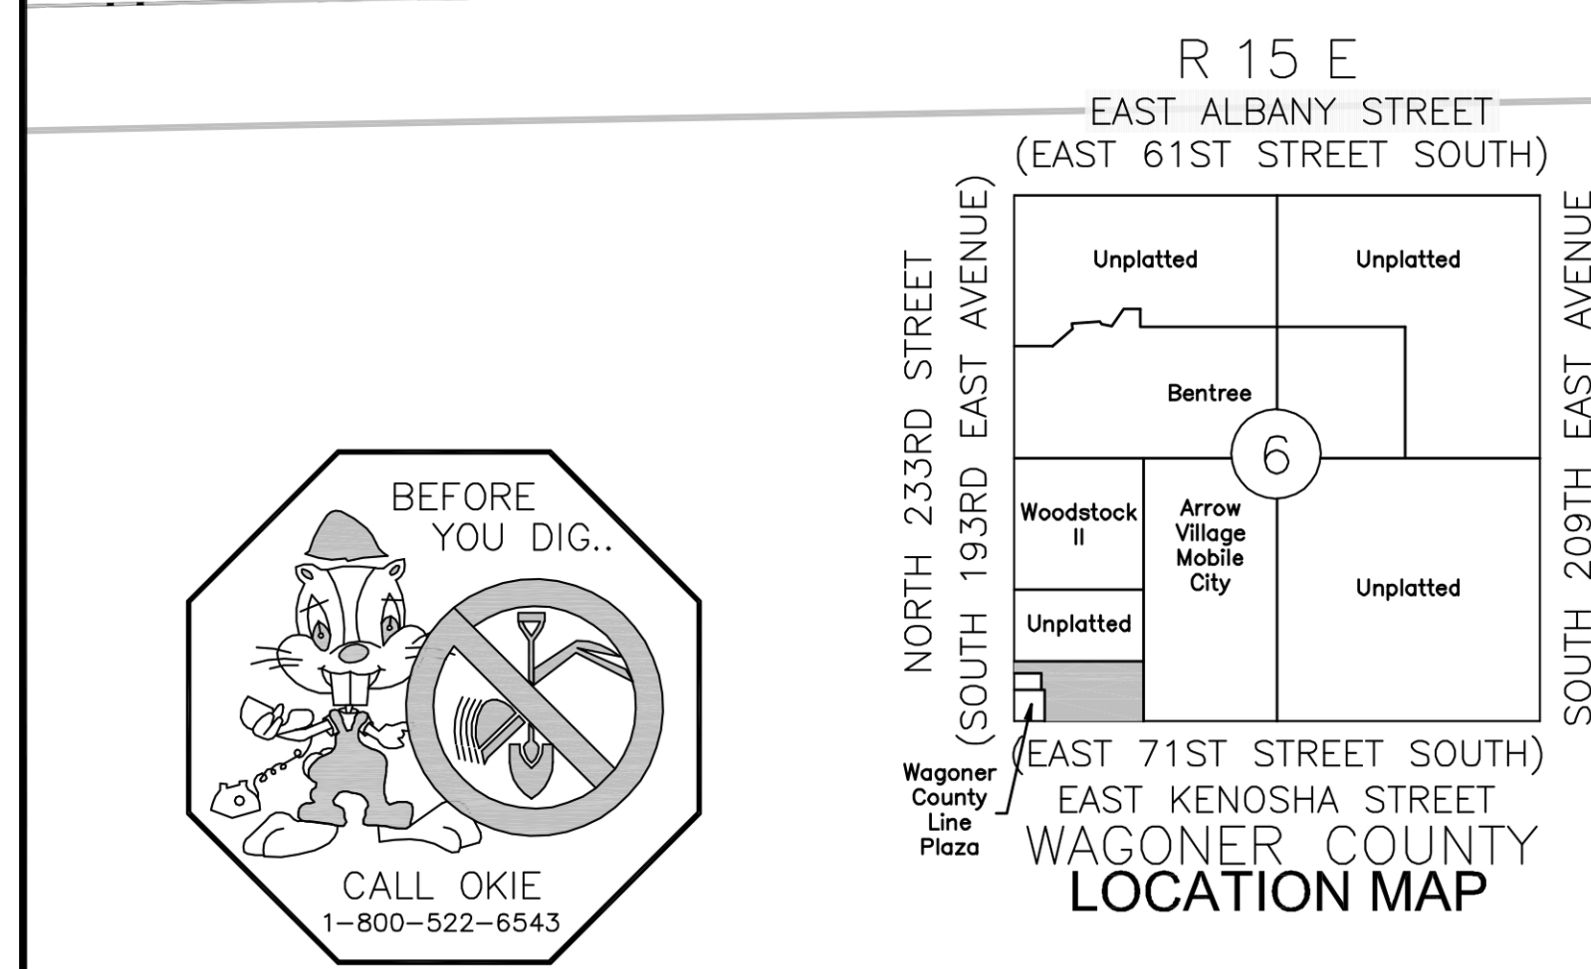 R 15 E
EAST ALBANY STREET
(EAST 61ST STREET SOUTH)
NORTH 233RD STREET
(SOUTH 193RD EAST AVENUE)
Unplatted
Unplatted
Bentree
6
Woodstock
II
Arrow
Village
Mobile
City
Unplatted
Unplatted
SOUTH 209TH EAST AVENUE
Wagoner
County
Line
Plaza
(EAST 71ST STREET SOUTH)
EAST KENOSHA STREET
WAGONER COUNTY
LOCATION MAP
BEFORE
YOU DIG..
CALL OKIE
1-800-522-6543